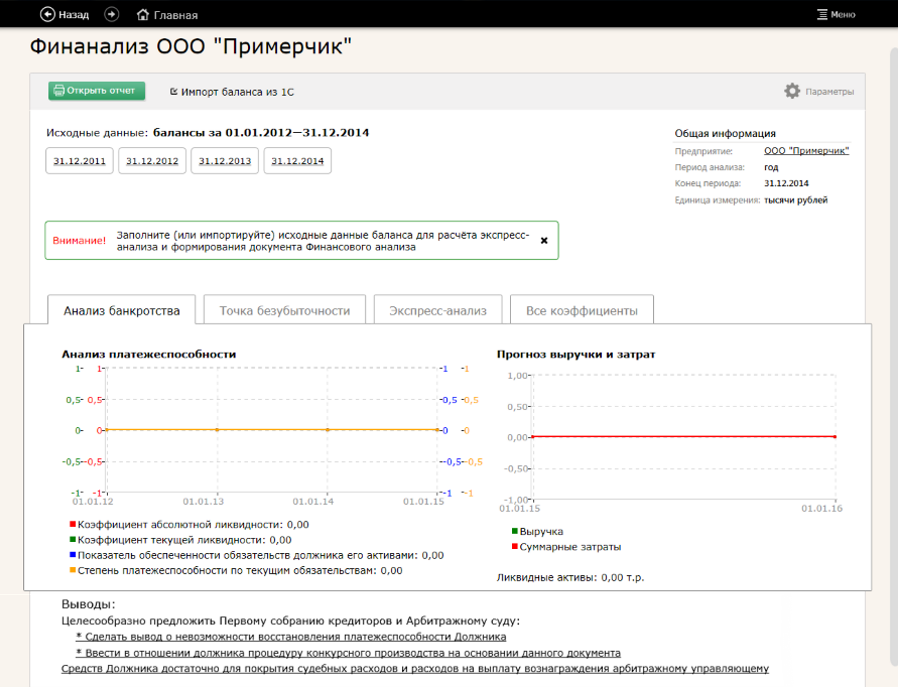 Назад Главная Меню
Финанализ ООО "Примерчик"
Открыть отчет Импорт баланса из 1С Параметры
Исходные данные: балансы за 01.01.2012—31.12.2014
31.12.2011 31.12.2012 31.12.2013 31.12.2014
Общая информация
Предприятие: ООО "Примерчик"
Период анализа: год
Конец периода: 31.12.2014
Единица измерения: тысячи рублей
Внимание! Заполните (или импортируйте) исходные данные баланса для расчёта экспресс-
анализа и формирования документа Финансового анализа
Анализ банкротства Точка безубыточности Экспресс-анализ Все коэффициенты
Анализ платежеспособности
1 1 1 1
0,5 0,5 0,5 0,5
0 0 0 0
-0,5 -0,5 -0,5 -0,5
-1 -1 -1 -1
01.01.12 01.01.13 01.01.14 01.01.15
Коэффициент абсолютной ликвидности: 0,00
Коэффициент текущей ликвидности: 0,00
Показатель обеспеченности обязательств должника его активами: 0,00
Степень платежеспособности по текущим обязательствам: 0,00
Прогноз выручки и затрат
1,00
0,50
0,00
-0,50
-1,00
01.01.15 01.01.16
Выручка
Суммарные затраты
Ликвидные активы: 0,00 т.р.
Выводы:
Целесообразно предложить Первому собранию кредиторов и Арбитражному суду:
* Сделать вывод о невозможности восстановления платежеспособности Должника
* Ввести в отношении должника процедуру конкурсного производства на основании данного документа
Средств Должника достаточно для покрытия судебных расходов и расходов на выплату вознаграждения арбитражному управляющему